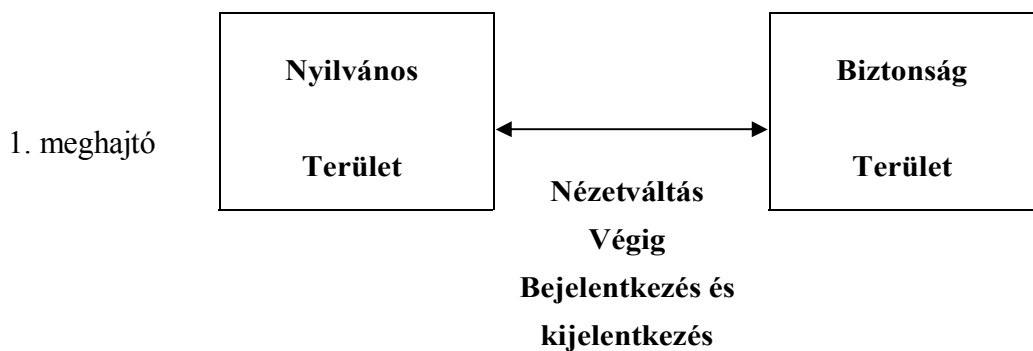 1. meghajtó
Nyilvános
Terület
Nézetváltás
Végig
Bejelentkezés és
kijelentkezés
Biztonság
Terület